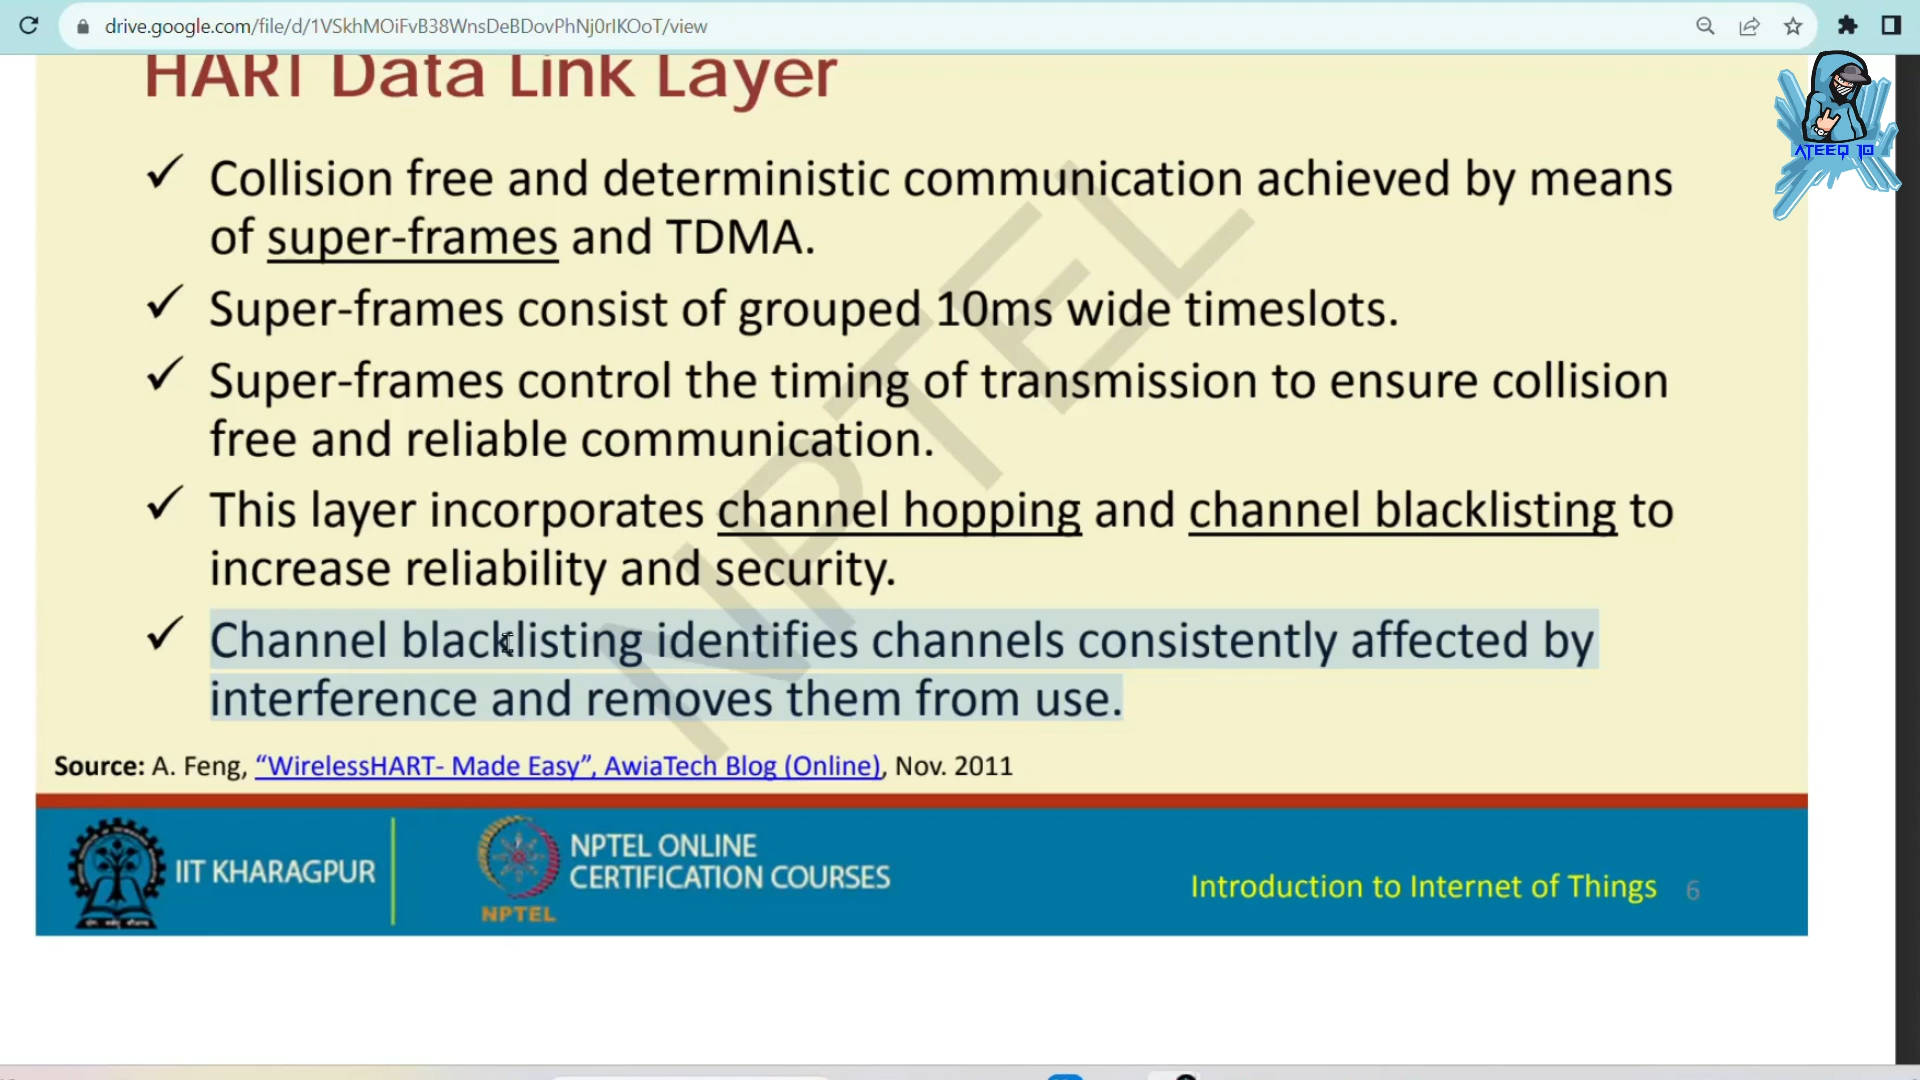 drive.google.com/file/d/1VSkhMOiFvB38WnsDeBDovPhNj0rIKOoT/view
HART Data Link Layer
ATEEQ 10
✓ Collision free and deterministic communication achieved by means
of super-frames and TDMA.
✓ Super-frames consist of grouped 10ms wide timeslots.
✓ Super-frames control the timing of transmission to ensure collision
free and reliable communication.
✓ This layer incorporates channel hopping and channel blacklisting to
increase reliability and security.
✓ Channel blacklisting identifies channels consistently affected by
interference and removes them from use.
NPTEL
Source: A. Feng, “WirelessHART- Made Easy”, AwiaTech Blog (Online), Nov. 2011
IIT KHARAGPUR
NPTEL
NPTEL ONLINE
CERTIFICATION COURSES
Introduction to Internet of Things 6